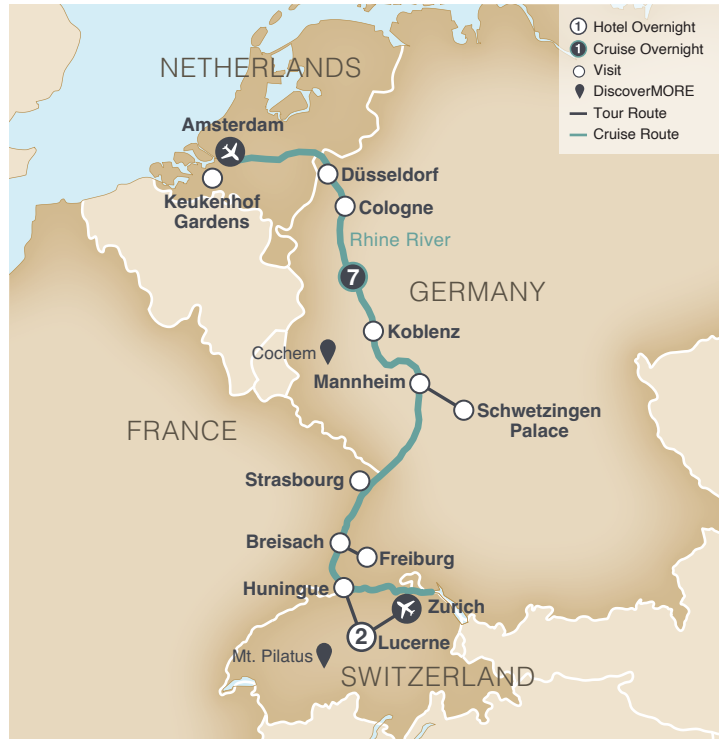 1 Hotel Overnight
1 Cruise Overnight
Visit
DiscoverMORE
Tour Route
Cruise Route
NETHERLANDS
Amsterdam
Düsseldorf
Keukenhof
Gardens
Cologne
Rhine River
7
GERMANY
Koblenz
Cochem
Mannheim
Schwetzingen
Palace
FRANCE
Strasbourg
Breisach
Freiburg
Huningue
Zurich
2
Lucerne
Mt. Pilatus
SWITZERLAND